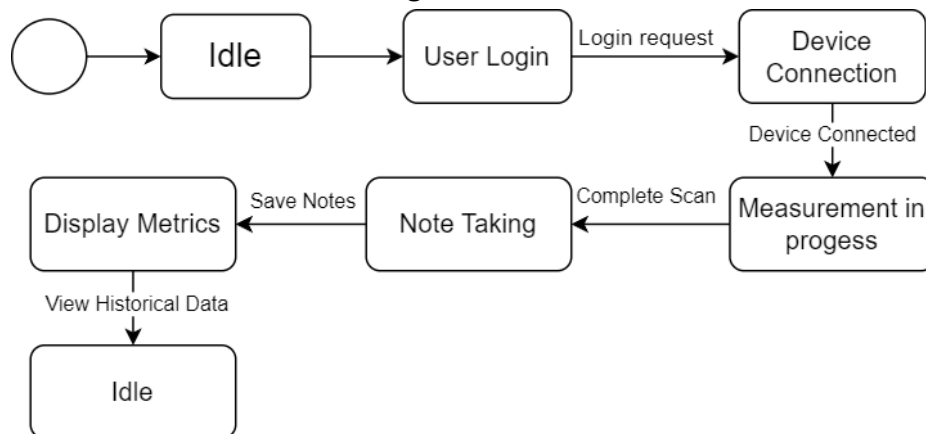 Idle
User Login
Login request
Device
Connection
Device Connected
Measurement in
progess
Complete Scan
Note Taking
Save Notes
Display Metrics
View Historical Data
Idle